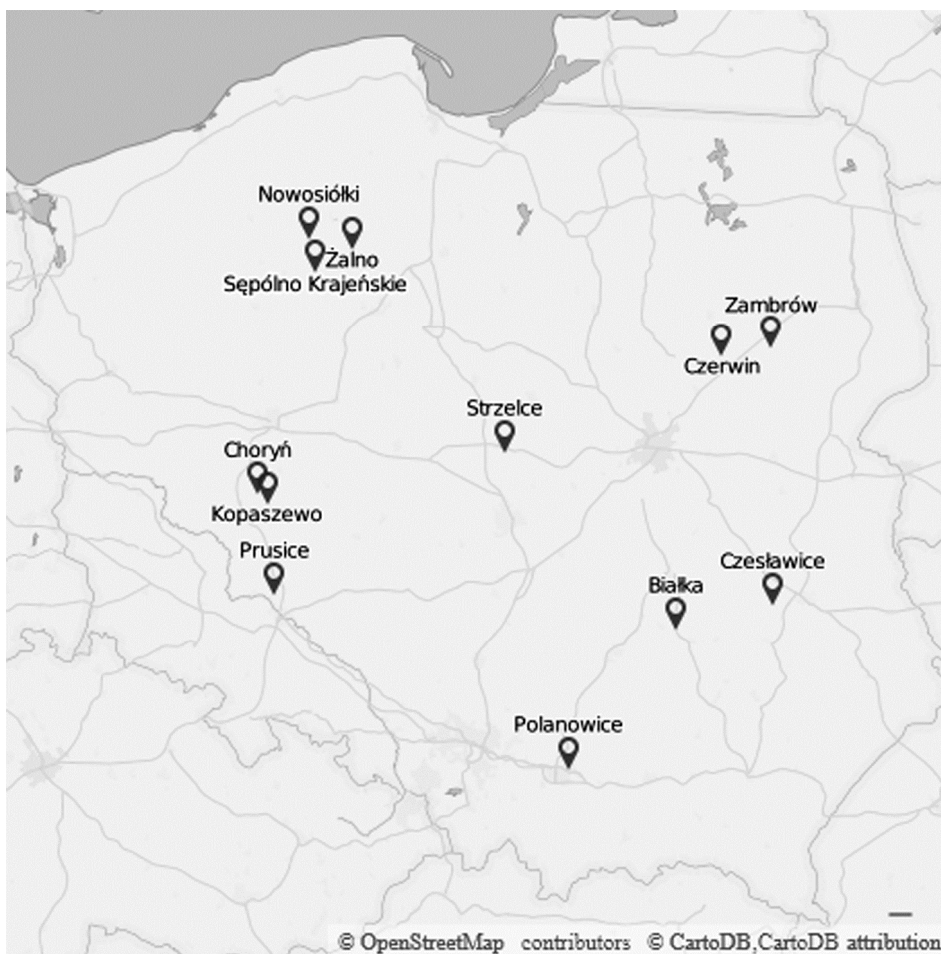 Nowosiółki
Żalno
Sępólno Krajeńskie
Zambrów
Czerwin
Strzelce
Choryń
Kopaszewo
Prusice
Czesławice
Białka
Polanowice
© OpenStreetMap contributors © CartoDB,CartoDB attribution